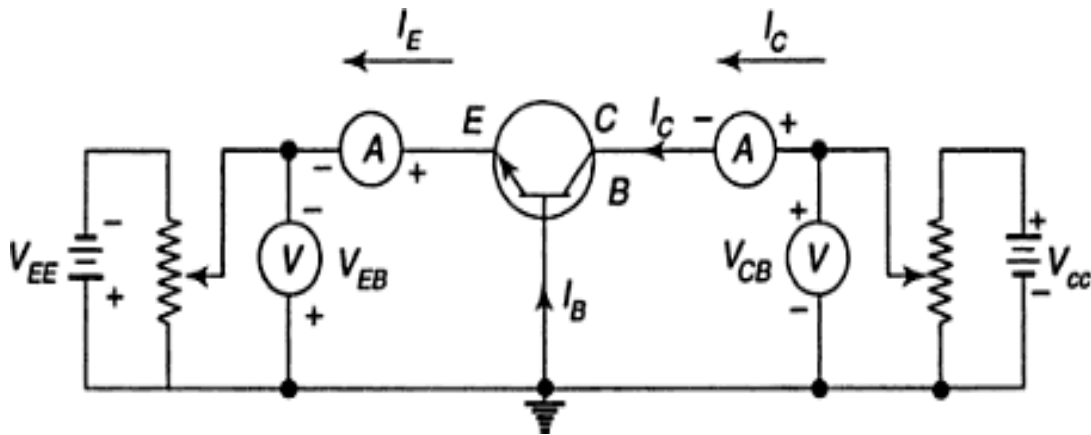 I_E I_C
E C I_C
− A + − A +
B
− − + +
V_EE V V_EB V_CB V V_cc
+ + I_B − −